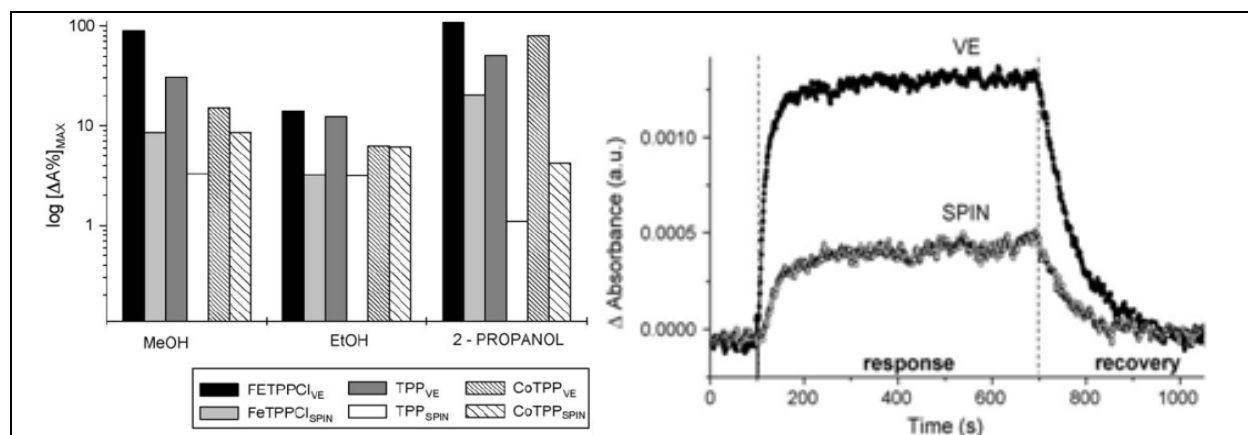 100
10
1
log [ΔA%]MAX
MeOH
EtOH
2 - PROPANOL
FETPPClVE
TPPVE
CoTPPVE
FeTPPClSPIN
TPPSPIN
CoTPPSPIN
VE
SPIN
0.0010
0.0005
0.0000
Δ Absorbance (a.u.)
response
recovery
0
200
400
600
800
1000
Time (s)